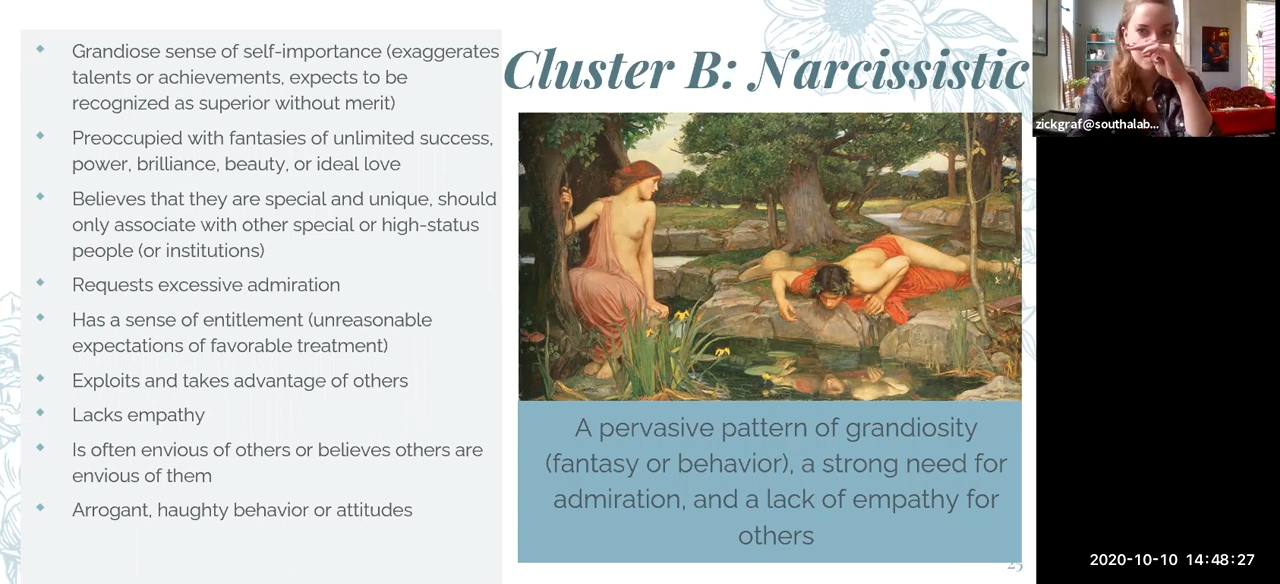 Grandiose sense of self-importance (exaggerates
talents or achievements, expects to be
recognized as superior without merit)
Preoccupied with fantasies of unlimited success,
power, brilliance, beauty, or ideal love
Believes that they are special and unique, should
only associate with other special or high-status
people (or institutions)
Requests excessive admiration
Has a sense of entitlement (unreasonable
expectations of favorable treatment)
Exploits and takes advantage of others
Lacks empathy
Is often envious of others or believes others are
envious of them
Arrogant, haughty behavior or attitudes
Cluster B: Narcissistic
A pervasive pattern of grandiosity
(fantasy or behavior), a strong need for
admiration, and a lack of empathy for
others
zickgraf@southalab...
2020-10-10 14:48:27